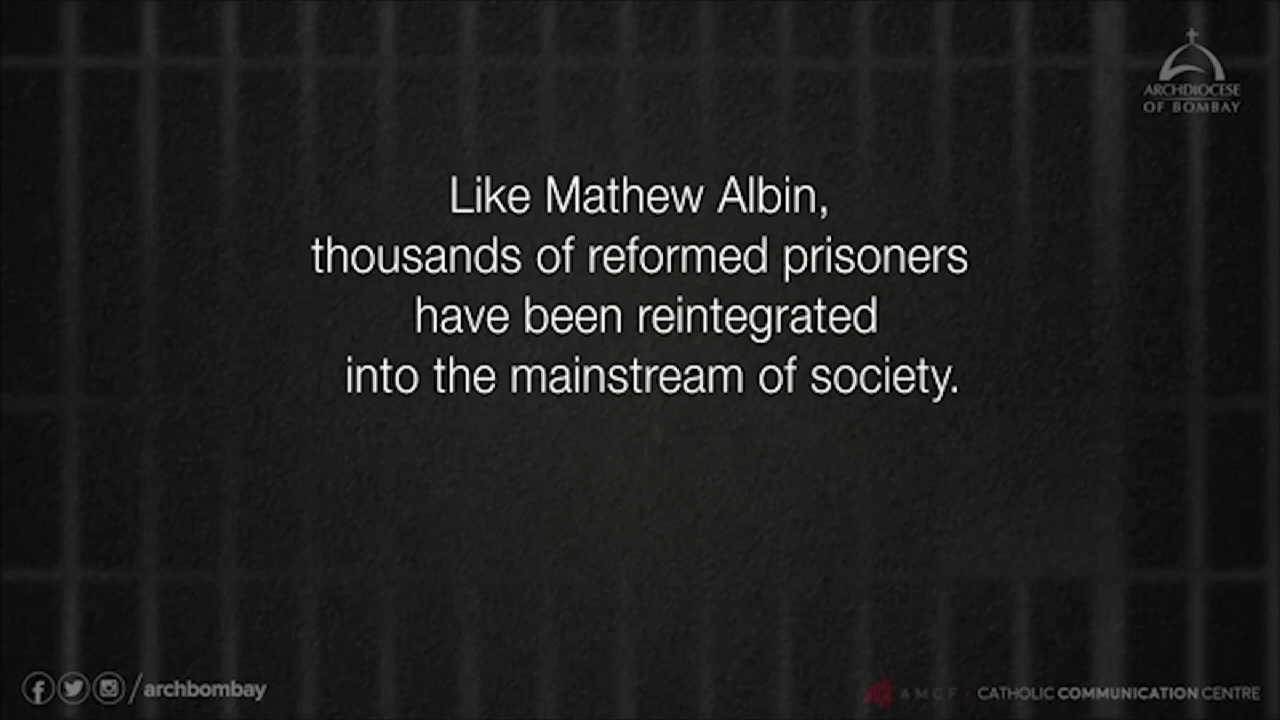 ARCHDIOCESE
OF BOMBAY
Like Mathew Albin,
thousands of reformed prisoners
have been reintegrated
into the mainstream of society.
/archbombay
AMCF - CATHOLIC COMMUNICATION CENTRE